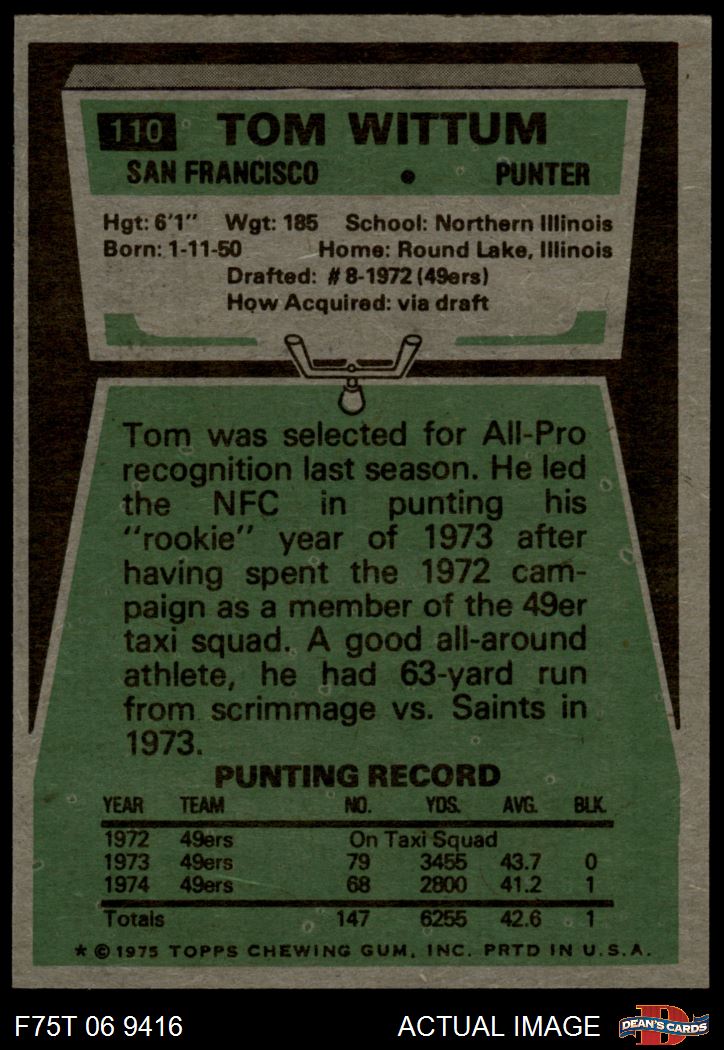 110 TOM WITTUM
SAN FRANCISCO • PUNTER
Hgt: 6'1" Wgt: 185 School: Northern Illinois
Born: 1-11-50 Home: Round Lake, Illinois
Drafted: #8-1972 (49ers)
How Acquired: via draft
Tom was selected for All-Pro
recognition last season. He led
the NFC in punting his
"rookie" year of 1973 after
having spent the 1972 cam-
paign as a member of the 49er
taxi squad. A good all-around
athlete, he had 63-yard run
from scrimmage vs. Saints in
1973.
PUNTING RECORD
YEAR TEAM NO. YDS. AVG. BLK.
1972 49ers On Taxi Squad
1973 49ers 79 3455 43.7 0
1974 49ers 68 2800 41.2 1
Totals 147 6255 42.6 1
* © 1975 TOPPS CHEWING GUM, INC. PRTD IN U.S.A.
F75T 06 9416 ACTUAL IMAGE D DEAN'S CARDS